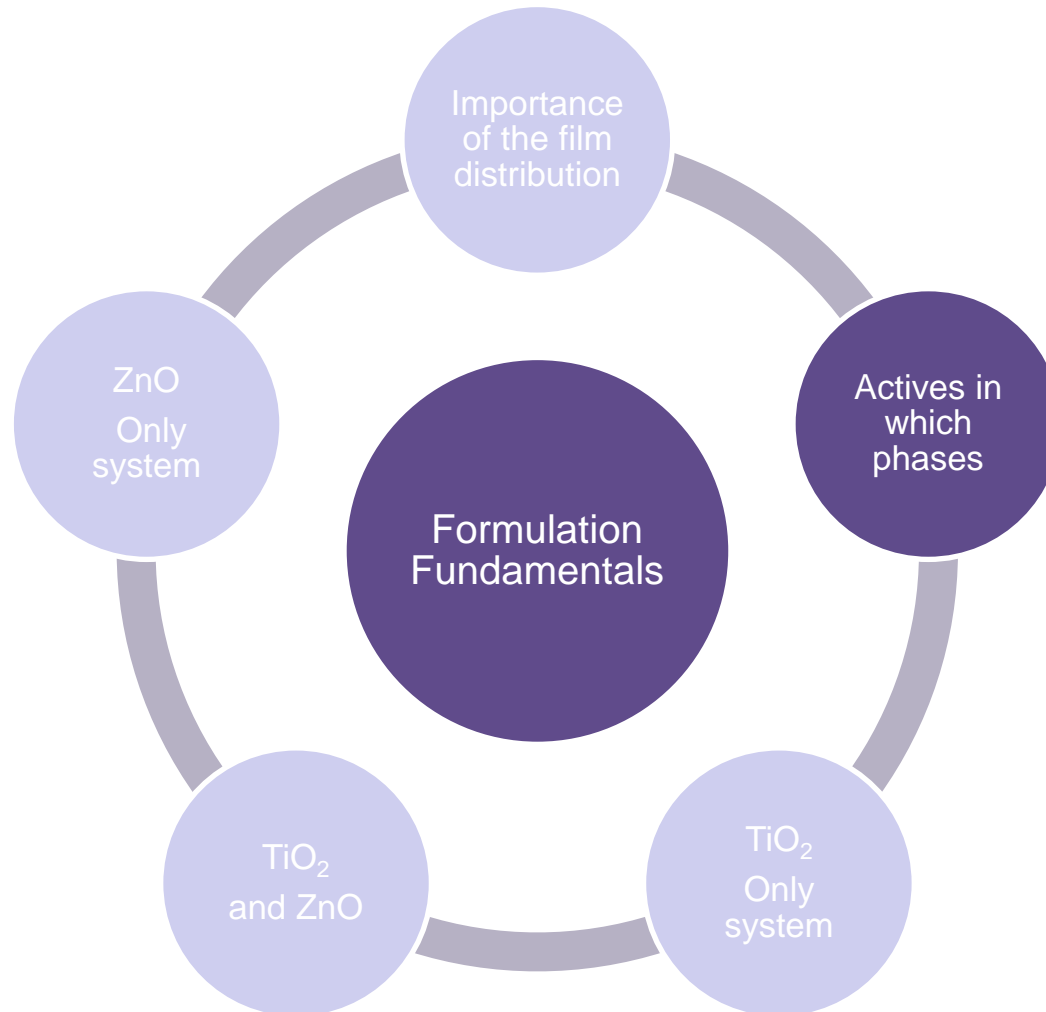 Importance
of the film
distribution
Actives in
which
phases
TiO₂
Only
system
TiO₂
and ZnO
ZnO
Only
system
Formulation
Fundamentals